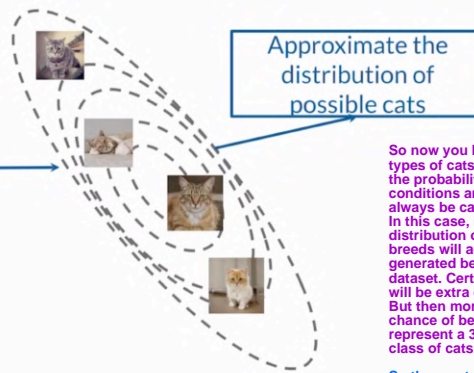 Approximate the
distribution of
possible cats
So now you
types of cats
the probabilit
conditions ar
always be ca
In this case,
distribution o
breeds will a
generated be
dataset. Cert
will be extra
But then mor
chance of be
represent a 3
class of cats